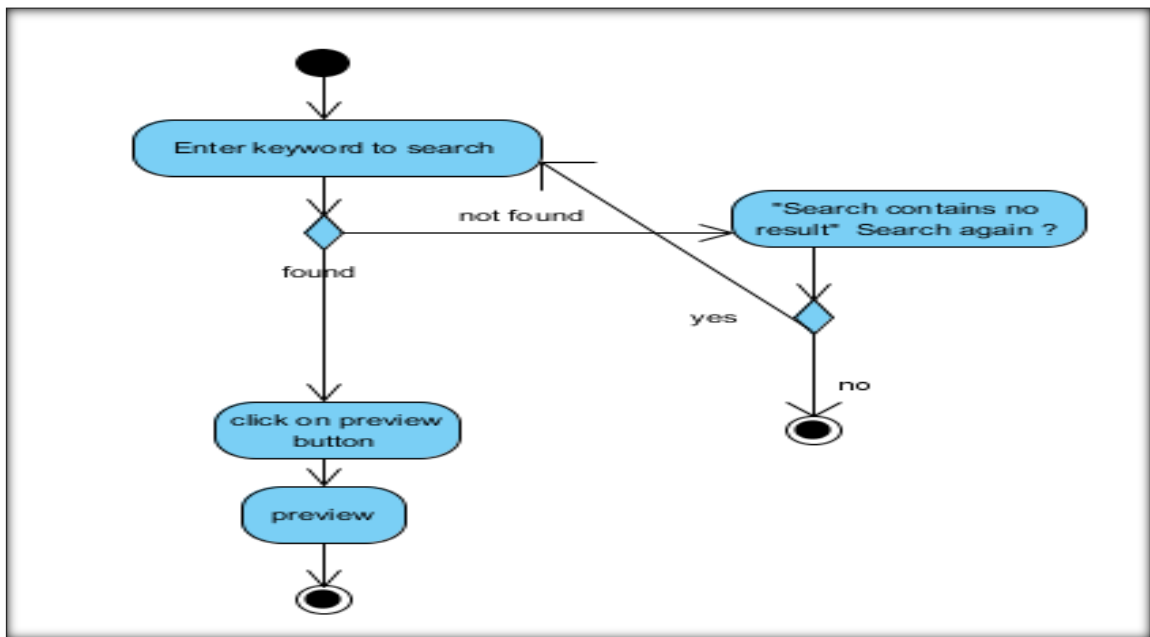 Enter keyword to search
not found
"Search contains no
result"  Search again ?
found
yes
no
click on preview
button
preview